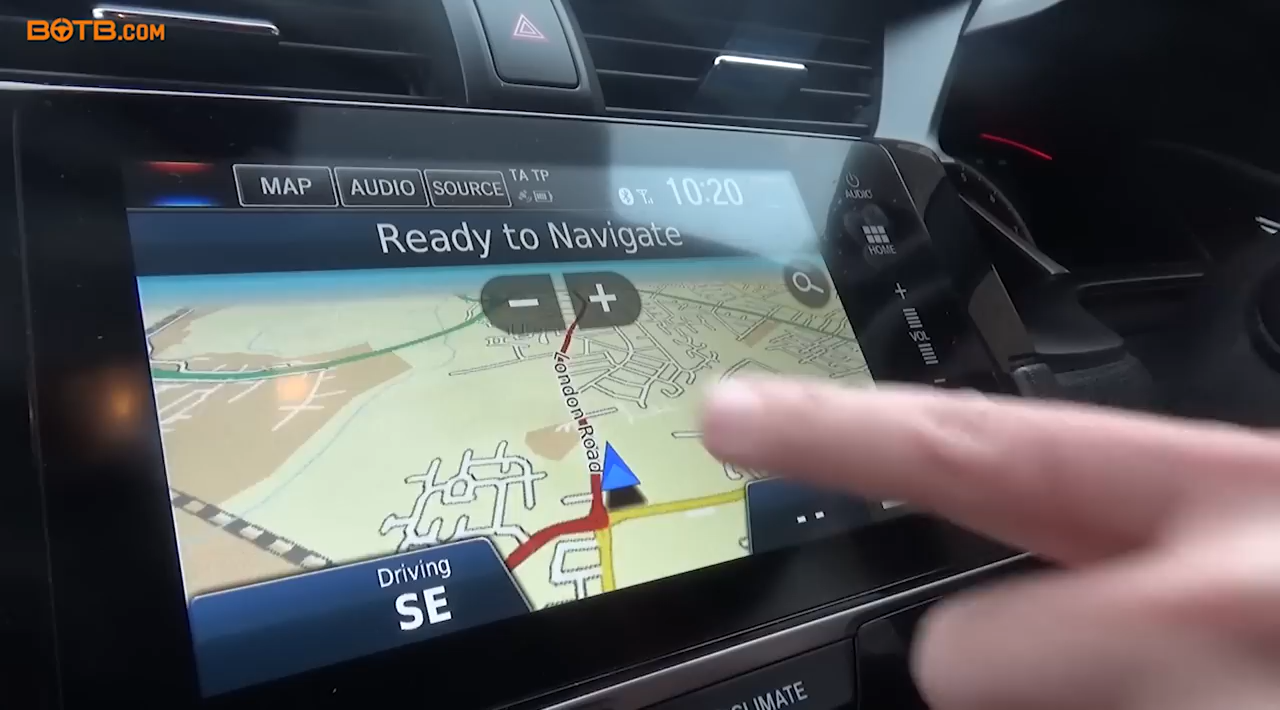 BOTB.COM
MAP
AUDIO
SOURCE
TA TP
10:20
AUDIO
Ready to Navigate
HOME
+
VOL
−
− +
London Road
Driving
SE
--
CLIMATE